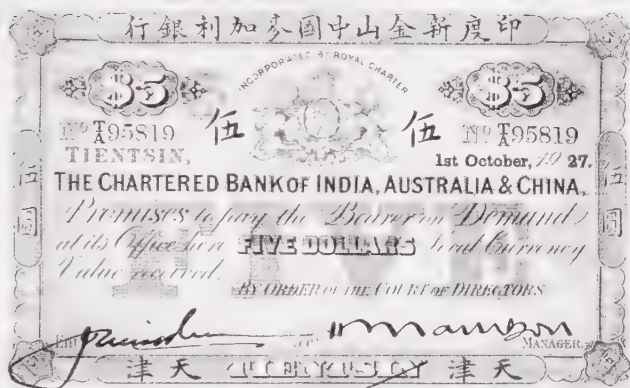 印度新金山中國麥加利銀行
INCORPORATED BY ROYAL CHARTER
$5 $5
伍 伍
No T/A 95819 No T/A 95819
TIENTSIN, 1st October, 1927.
THE CHARTERED BANK OF INDIA, AUSTRALIA & CHINA,
Promises to pay the Bearer on Demand
at its Office here FIVE DOLLARS Local Currency
Value received.
FIVE
BY ORDER OF THE COURT OF DIRECTORS
MANAGER.
伍圓
伍圓
天津 TIENTSIN 天津